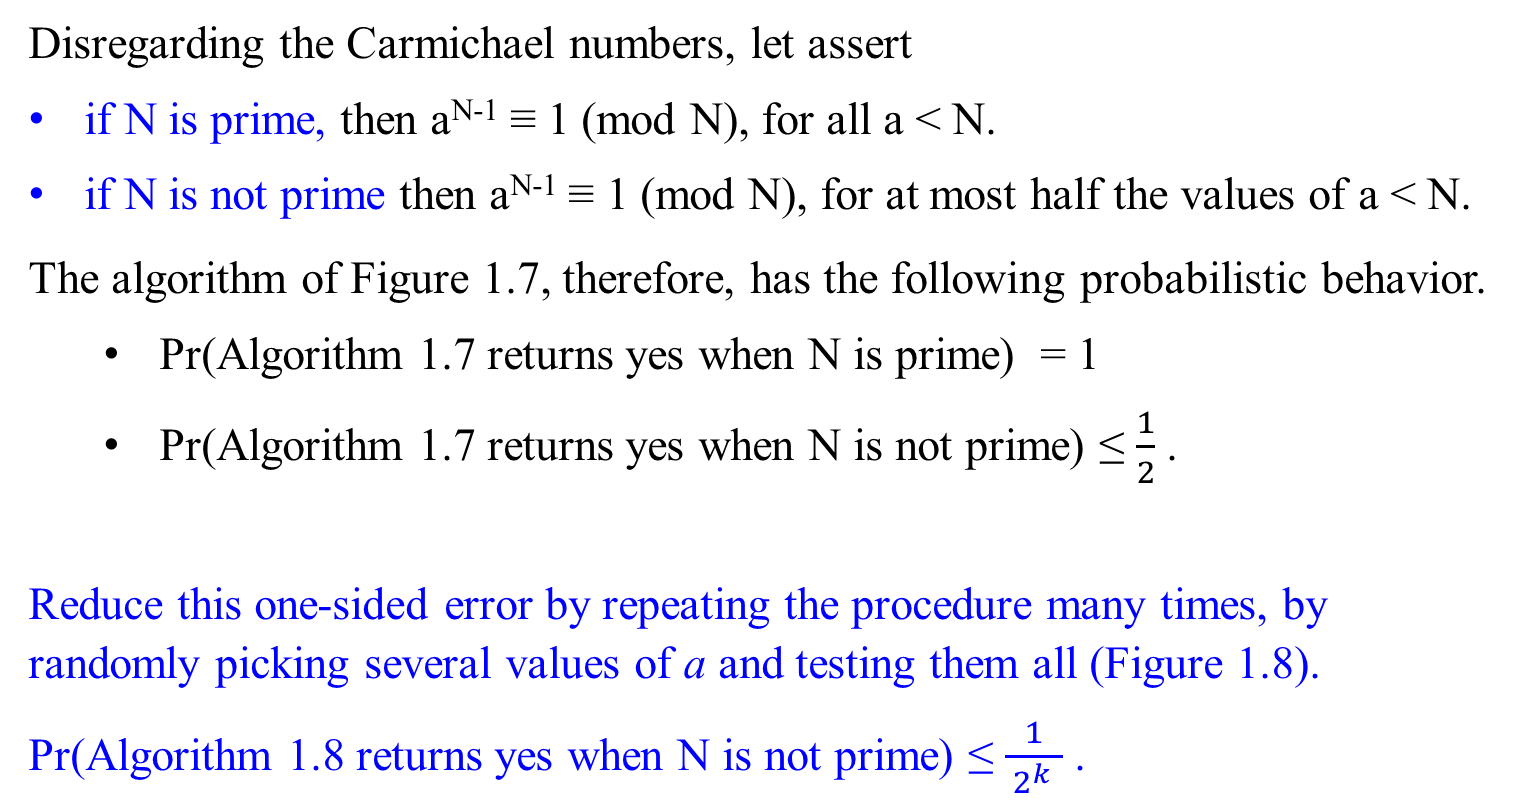 Disregarding the Carmichael numbers, let assert
• if N is prime, then a^{N-1} ≡ 1 (mod N), for all a < N.
• if N is not prime then a^{N-1} ≡ 1 (mod N), for at most half the values of a < N.
The algorithm of Figure 1.7, therefore, has the following probabilistic behavior.
• Pr(Algorithm 1.7 returns yes when N is prime) = 1
• Pr(Algorithm 1.7 returns yes when N is not prime) ≤ \frac{1}{2} .
Reduce this one-sided error by repeating the procedure many times, by
randomly picking several values of a and testing them all (Figure 1.8).
Pr(Algorithm 1.8 returns yes when N is not prime) ≤ \frac{1}{2^k} .